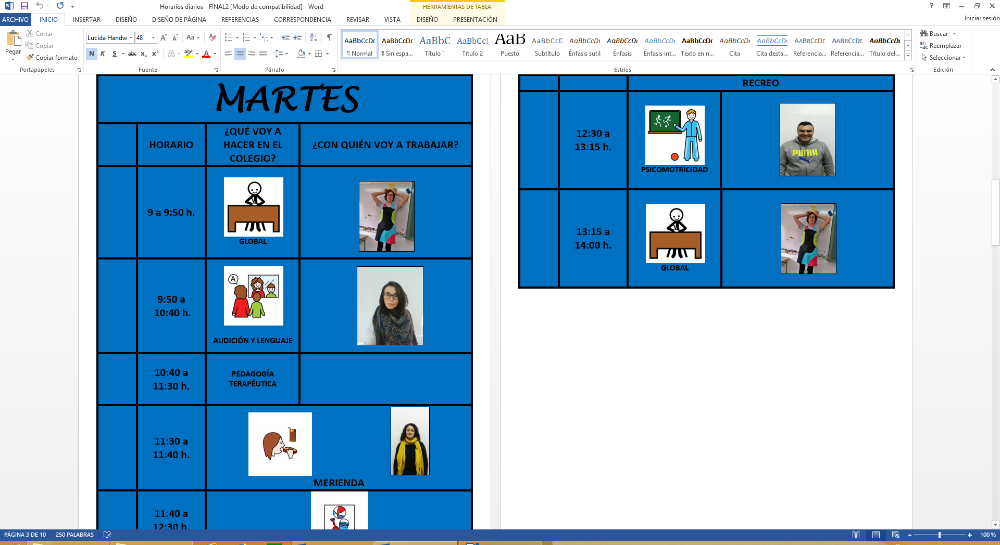 Horarios diarios - FINAL2 [Modo de compatibilidad] - Word
HERRAMIENTAS DE TABLA
?
ARCHIVO INICIO INSERTAR DISEÑO DISEÑO DE PÁGINA REFERENCIAS CORRESPONDENCIA REVISAR VISTA DISEÑO PRESENTACIÓN
Iniciar sesión
Pegar
Cortar
Copiar
Copiar formato
Portapapeles
Lucida Handw 48
N K S abc x₂ x²
Fuente
Párrafo
AaBbCcDc AaBbCcDc AaBbC AaBbCcI AaB AaBbCcD AaBbCcDc AaBbCcDc AaBbCcDc AaBbCcDc AaBbCcDc AaBbCcDc AABBCCDE AABBCCDE AaBbCcDc
¶ Normal ¶ Sin espa... Título 1 Título 2 Puesto Subtítulo Énfasis sutil Énfasis Énfasis int... Texto en n... Cita Cita desta... Referencia... Referencia... Título del...
Estilos
Buscar
Reemplazar
Seleccionar
Edición
MARTES
HORARIO
¿QUÉ VOY A
HACER EN EL
COLEGIO?
¿CON QUIÉN VOY A TRABAJAR?
9 a 9:50 h.
GLOBAL
9:50 a
10:40 h.
A
AUDICIÓN Y LENGUAJE
10:40 a
11:30 h.
PEDAGOGÍA
TERAPÉUTICA
11:30 a
11:40 h.
MERIENDA
11:40 a
12:30 h.
RECREO
12:30 a
13:15 h.
PSICOMOTRICIDAD
PUMA
13:15 a
14:00 h.
GLOBAL
PÁGINA 3 DE 10 250 PALABRAS
100 %